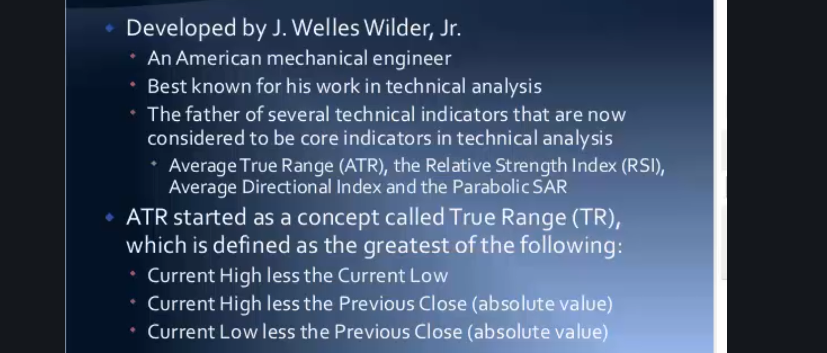 Developed by J. Welles Wilder, Jr.
An American mechanical engineer
Best known for his work in technical analysis
The father of several technical indicators that are now
considered to be core indicators in technical analysis
Average True Range (ATR), the Relative Strength Index (RSI),
Average Directional Index and the Parabolic SAR
ATR started as a concept called True Range (TR),
which is defined as the greatest of the following:
Current High less the Current Low
Current High less the Previous Close (absolute value)
Current Low less the Previous Close (absolute value)